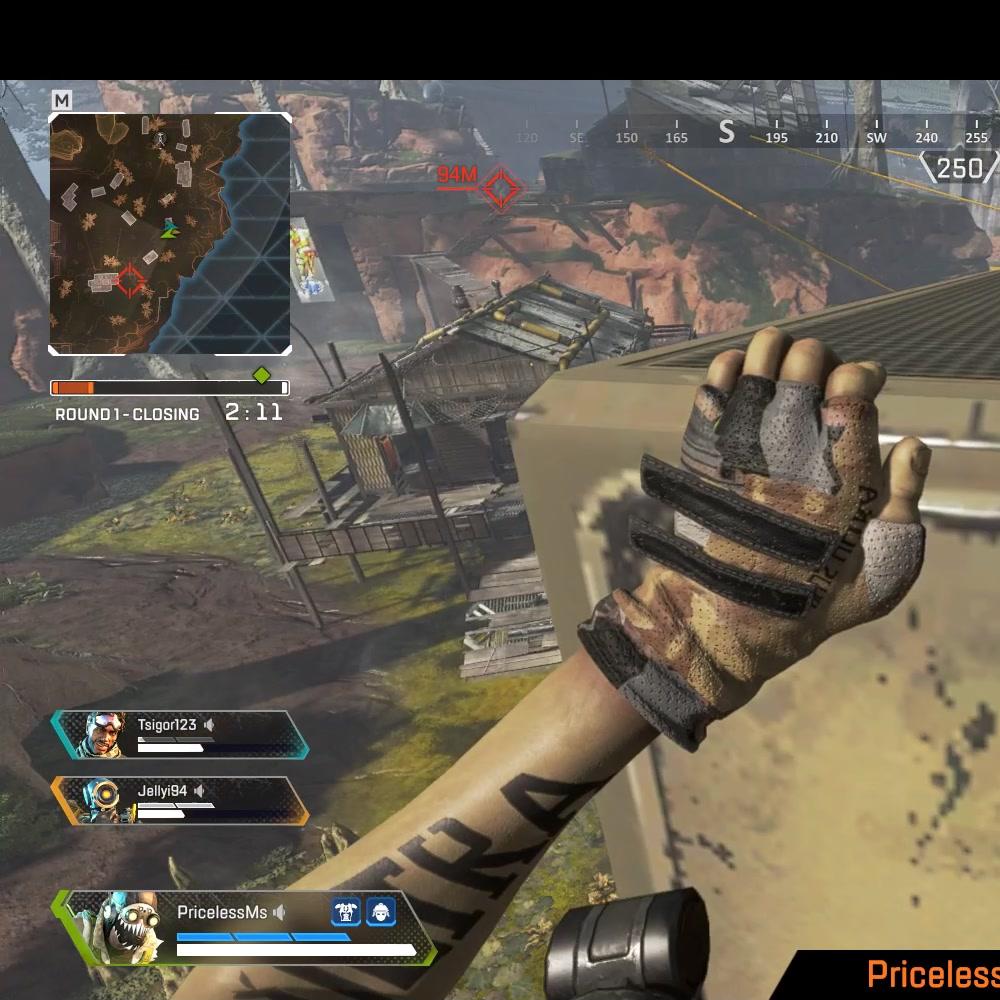 M
120 SE 150 165 S 195 210 SW 240 255
250
94M
ROUND 1 - CLOSING 2:11
Tsigor123
Jellyi94
PricelessMs
Priceless